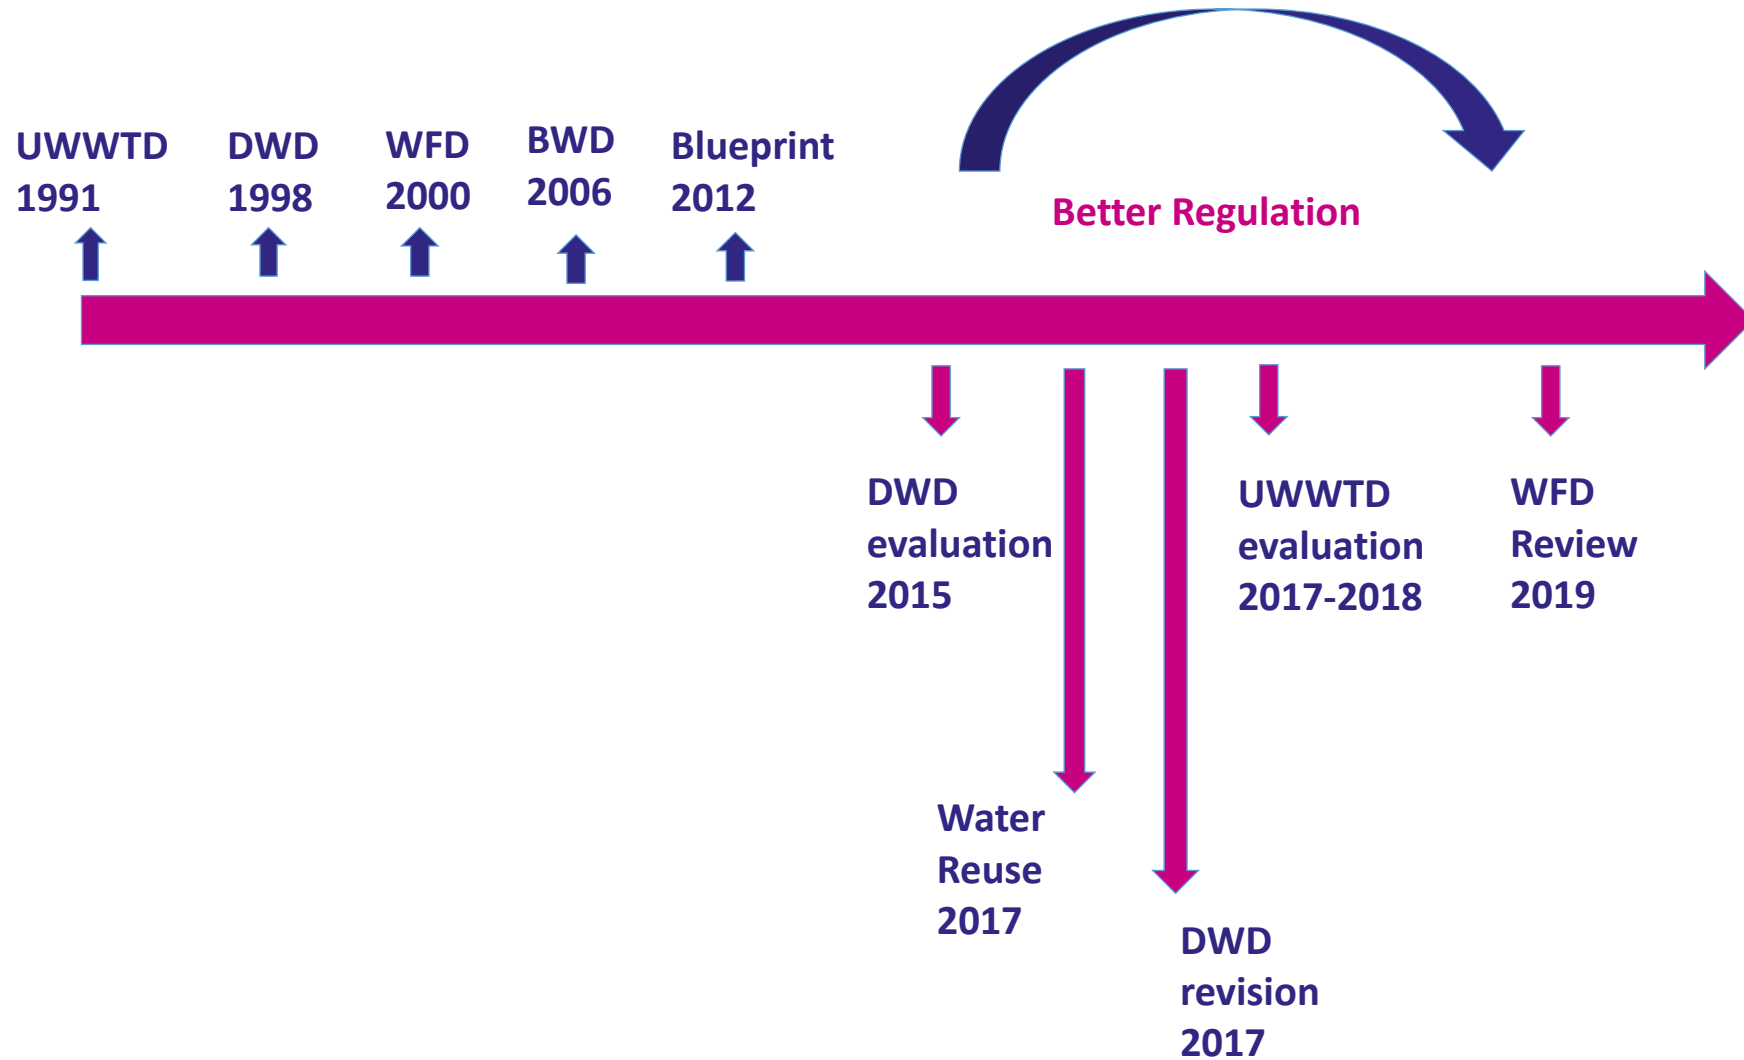 UWWTD
1991
DWD
1998
WFD
2000
BWD
2006
Blueprint
2012
Better Regulation
DWD
evaluation
2015
Water
Reuse
2017
DWD
revision
2017
UWWTD
evaluation
2017-2018
WFD
Review
2019